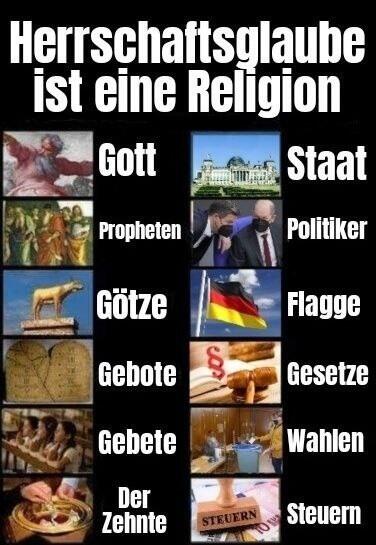 Herrschaftsglaube
ist eine Religion
Gott
Staat
Propheten
Politiker
Götze
Flagge
Gebote
§
Gesetze
Gebete
Wahlen
Der
Zehnte
STEUERN
Steuern